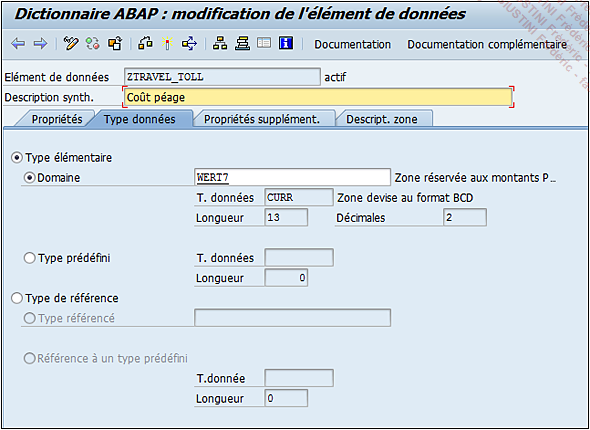 Dictionnaire ABAP : modification de l'élément de données
Documentation Documentation complémentaire
Elément de données ZTRAVEL_TOLL actif
Description synth. Coût péage
Propriétés Type données Propriétés supplément. Descript. zone
Type élémentaire
Domaine WERT7 Zone réservée aux montants P…
T. données CURR Zone devise au format BCD
Longueur 13 Décimales 2
Type prédéfini T. données
Longueur 0
Type de référence
Type référencé
Référence à un type prédéfini
T.donnée
Longueur 0